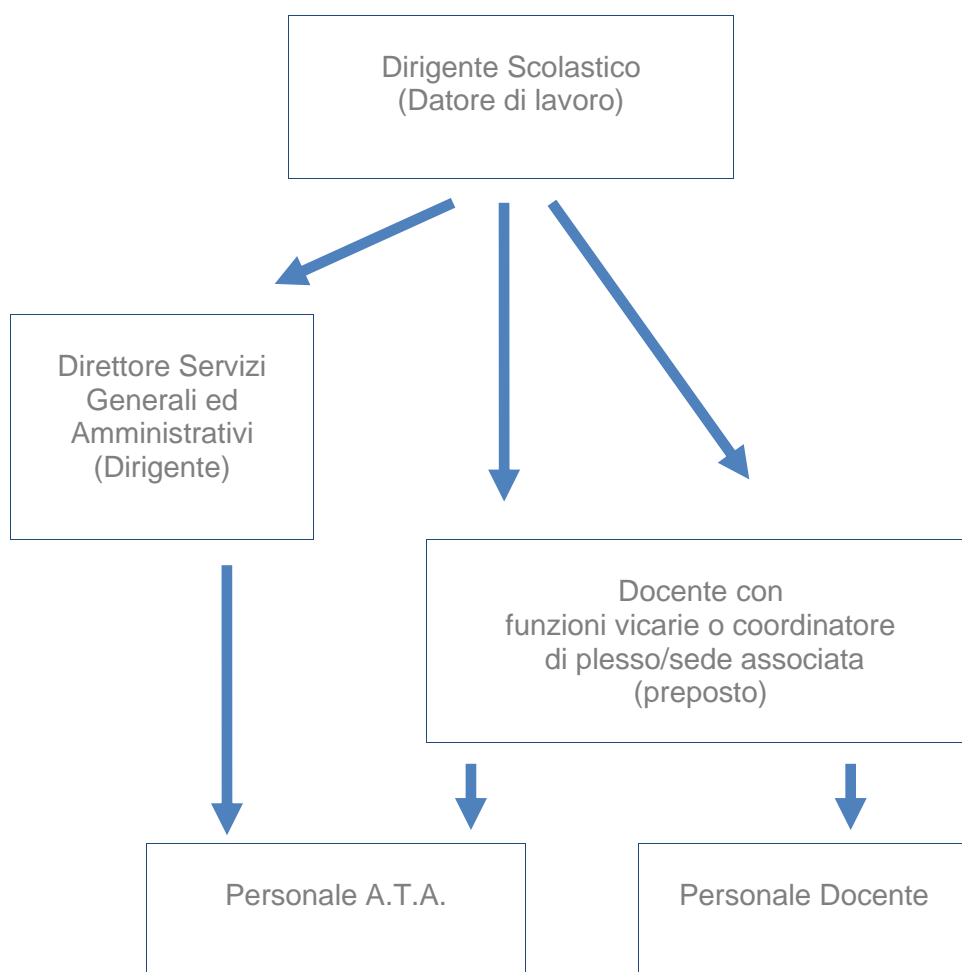 Dirigente Scolastico
(Datore di lavoro)
Direttore Servizi
Generali ed
Amministrativi
(Dirigente)
Docente con
funzioni vicarie o coordinatore
di plesso/sede associata
(preposto)
Personale A.T.A.
Personale Docente